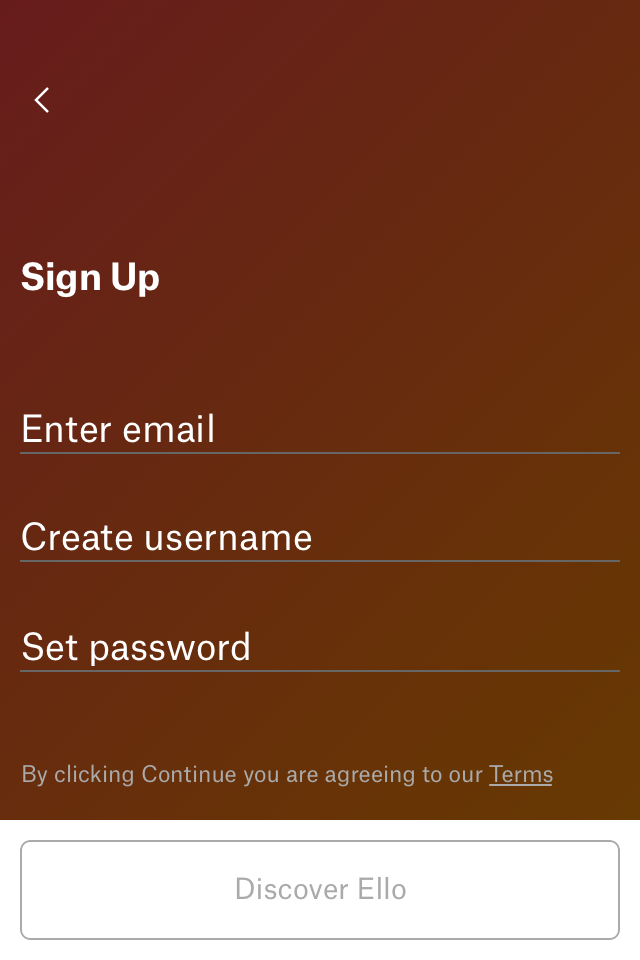 Sign Up
Enter email
Create username
Set password
By clicking Continue you are agreeing to our Terms
Discover Ello